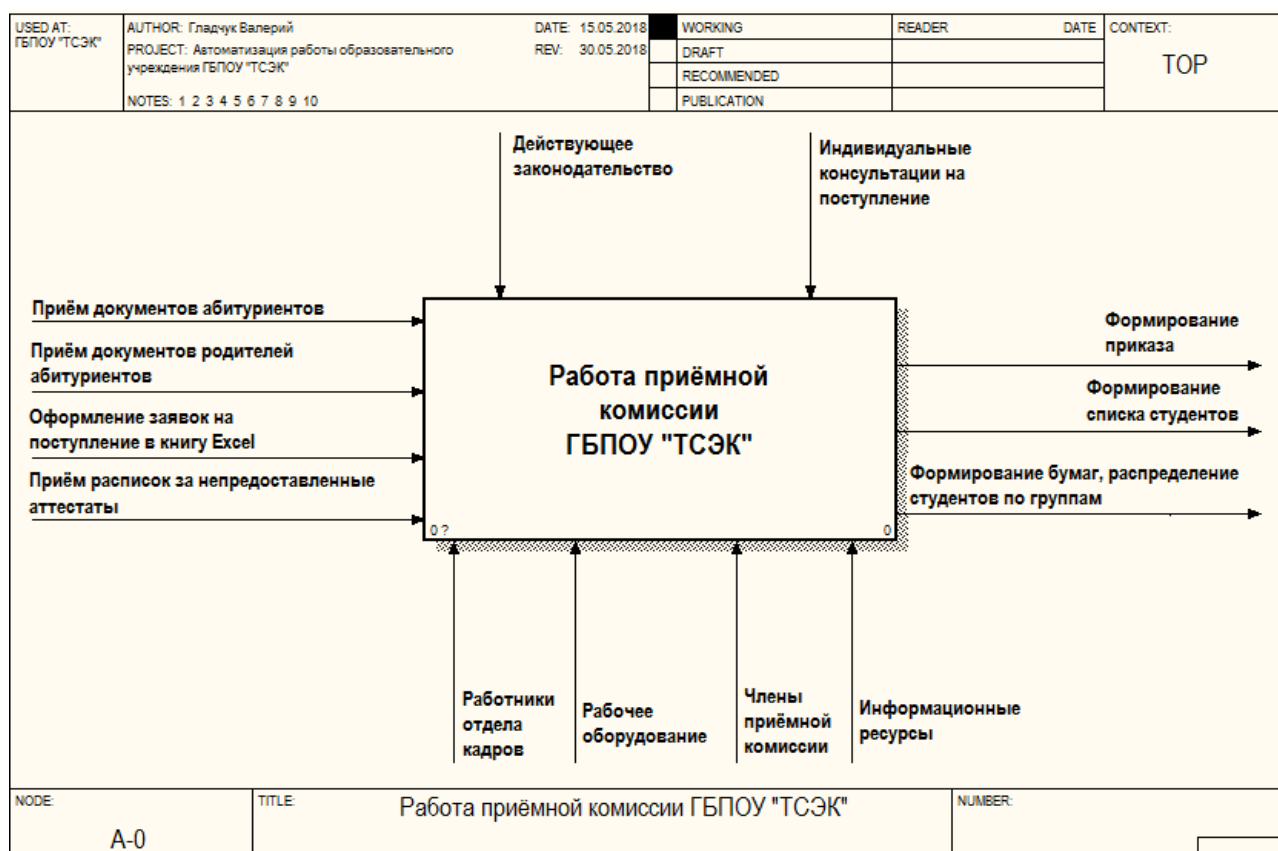 USED AT:
ГБПОУ "ТСЭК"
AUTHOR: Гладчук Валерий
DATE: 15.05.2018
PROJECT: Автоматизация работы образовательного
учреждения ГБПОУ "ТСЭК"
REV: 30.05.2018
NOTES: 1 2 3 4 5 6 7 8 9 10
WORKING
DRAFT
RECOMMENDED
PUBLICATION
READER
DATE
CONTEXT:
TOP
Действующее
законодательство
Индивидуальные
консультации на
поступление
Приём документов абитуриентов
Приём документов родителей
абитуриентов
Оформление заявок на
поступление в книгу Excel
Приём расписок за непредоставленные
аттестаты
Работа приёмной
комиссии
ГБПОУ "ТСЭК"
0 ?
0
Формирование
приказа
Формирование
списка студентов
Формирование бумаг, распределение
студентов по группам
Работники
отдела
кадров
Рабочее
оборудование
Члены
приёмной
комиссии
Информационные
ресурсы
NODE:
A-0
TITLE:
Работа приёмной комиссии ГБПОУ "ТСЭК"
NUMBER: